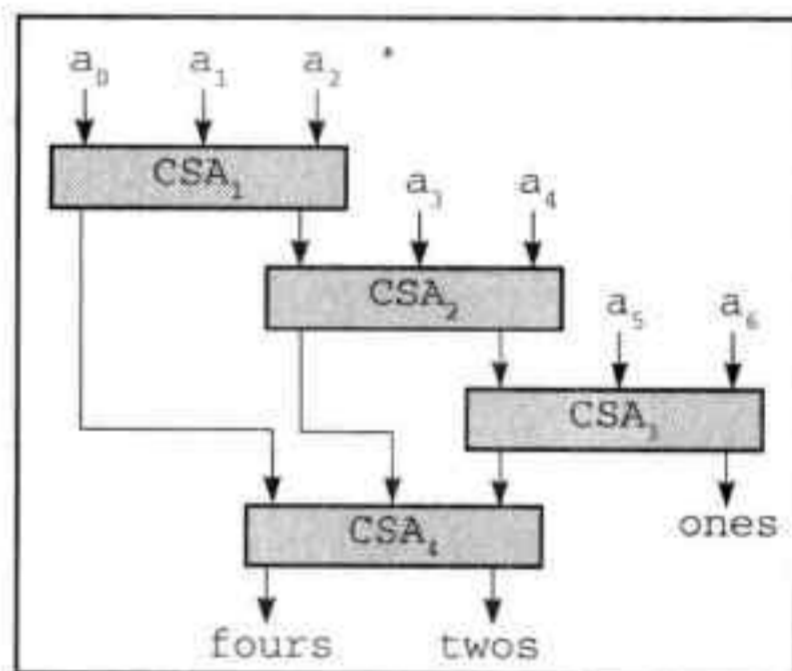 a₀ a₁ a₂
CSA₁
a₃ a₄
CSA₂
a₅ a₆
CSA₃
ones
CSA₄
fours twos